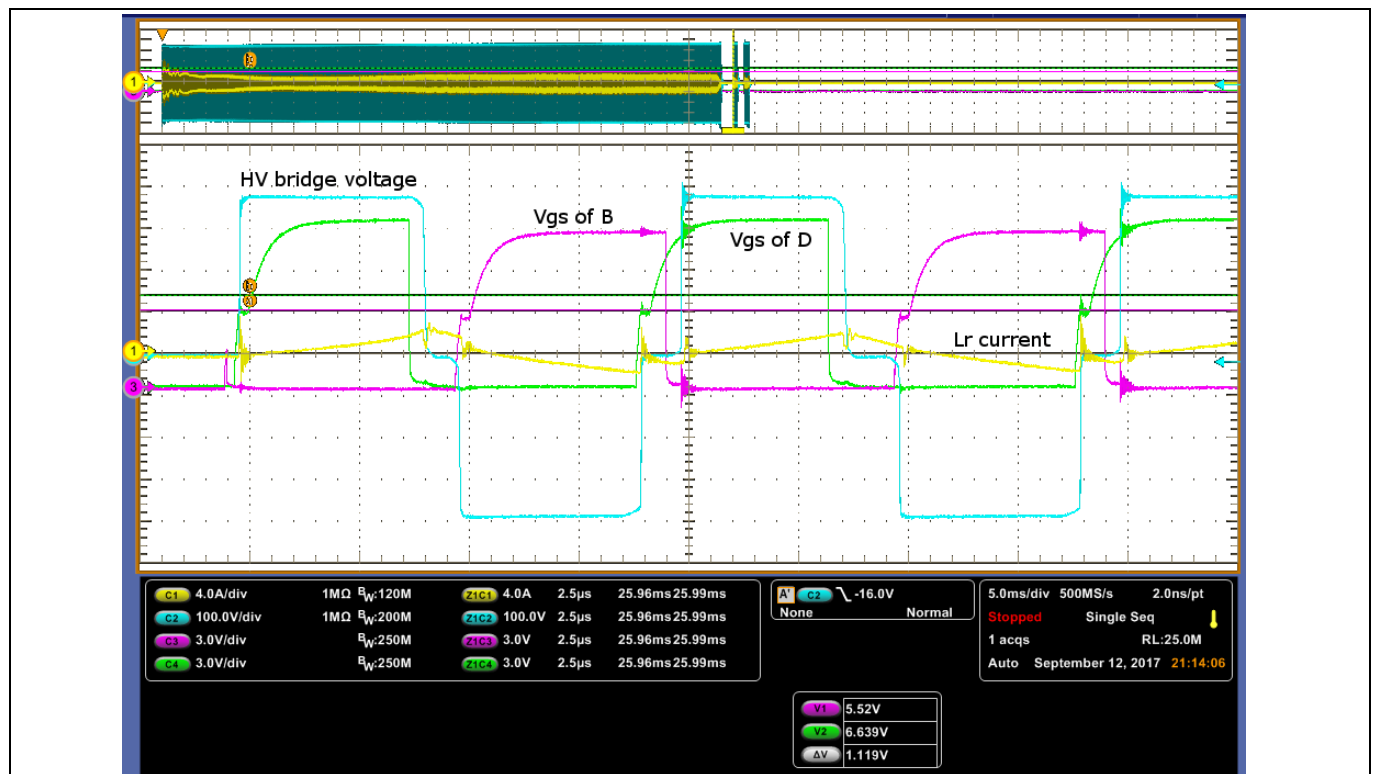 1
HV bridge voltage
Vgs of B
Vgs of D
Lr current
1
3
C1 4.0A/div 1MΩ BW:120M Z1C1 4.0A 2.5µs 25.96ms 25.99ms
C2 100.0V/div 1MΩ BW:200M Z1C2 100.0V 2.5µs 25.96ms 25.99ms
C3 3.0V/div BW:250M Z1C3 3.0V 2.5µs 25.96ms 25.99ms
C4 3.0V/div BW:250M Z1C4 3.0V 2.5µs 25.96ms 25.99ms
A' C2 \ -16.0V
None Normal
5.0ms/div 500MS/s 2.0ns/pt
Stopped Single Seq
1 acqs RL:25.0M
Auto September 12, 2017 21:14:06
V1 5.52V
V2 6.639V
ΔV 1.119V